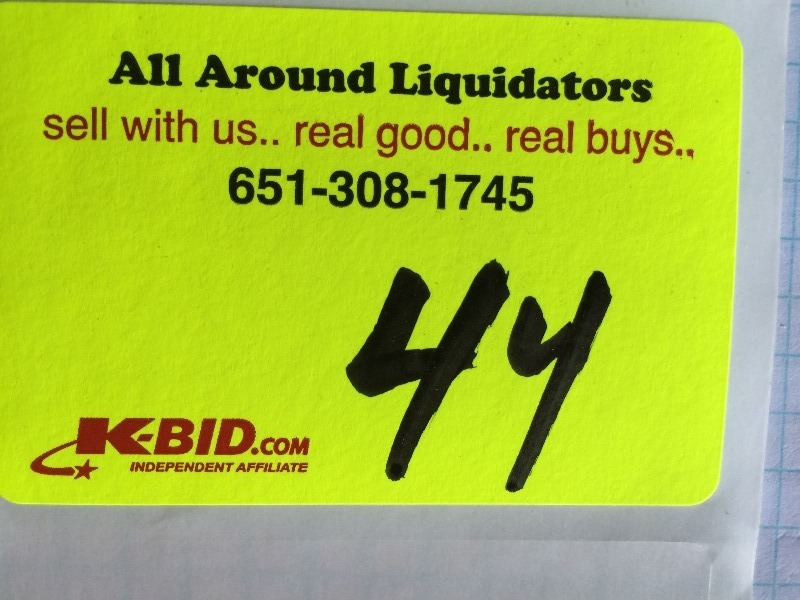 All Around Liquidators
sell with us.. real good.. real buys..
651-308-1745
44
K-BID.COM
INDEPENDENT AFFILIATE